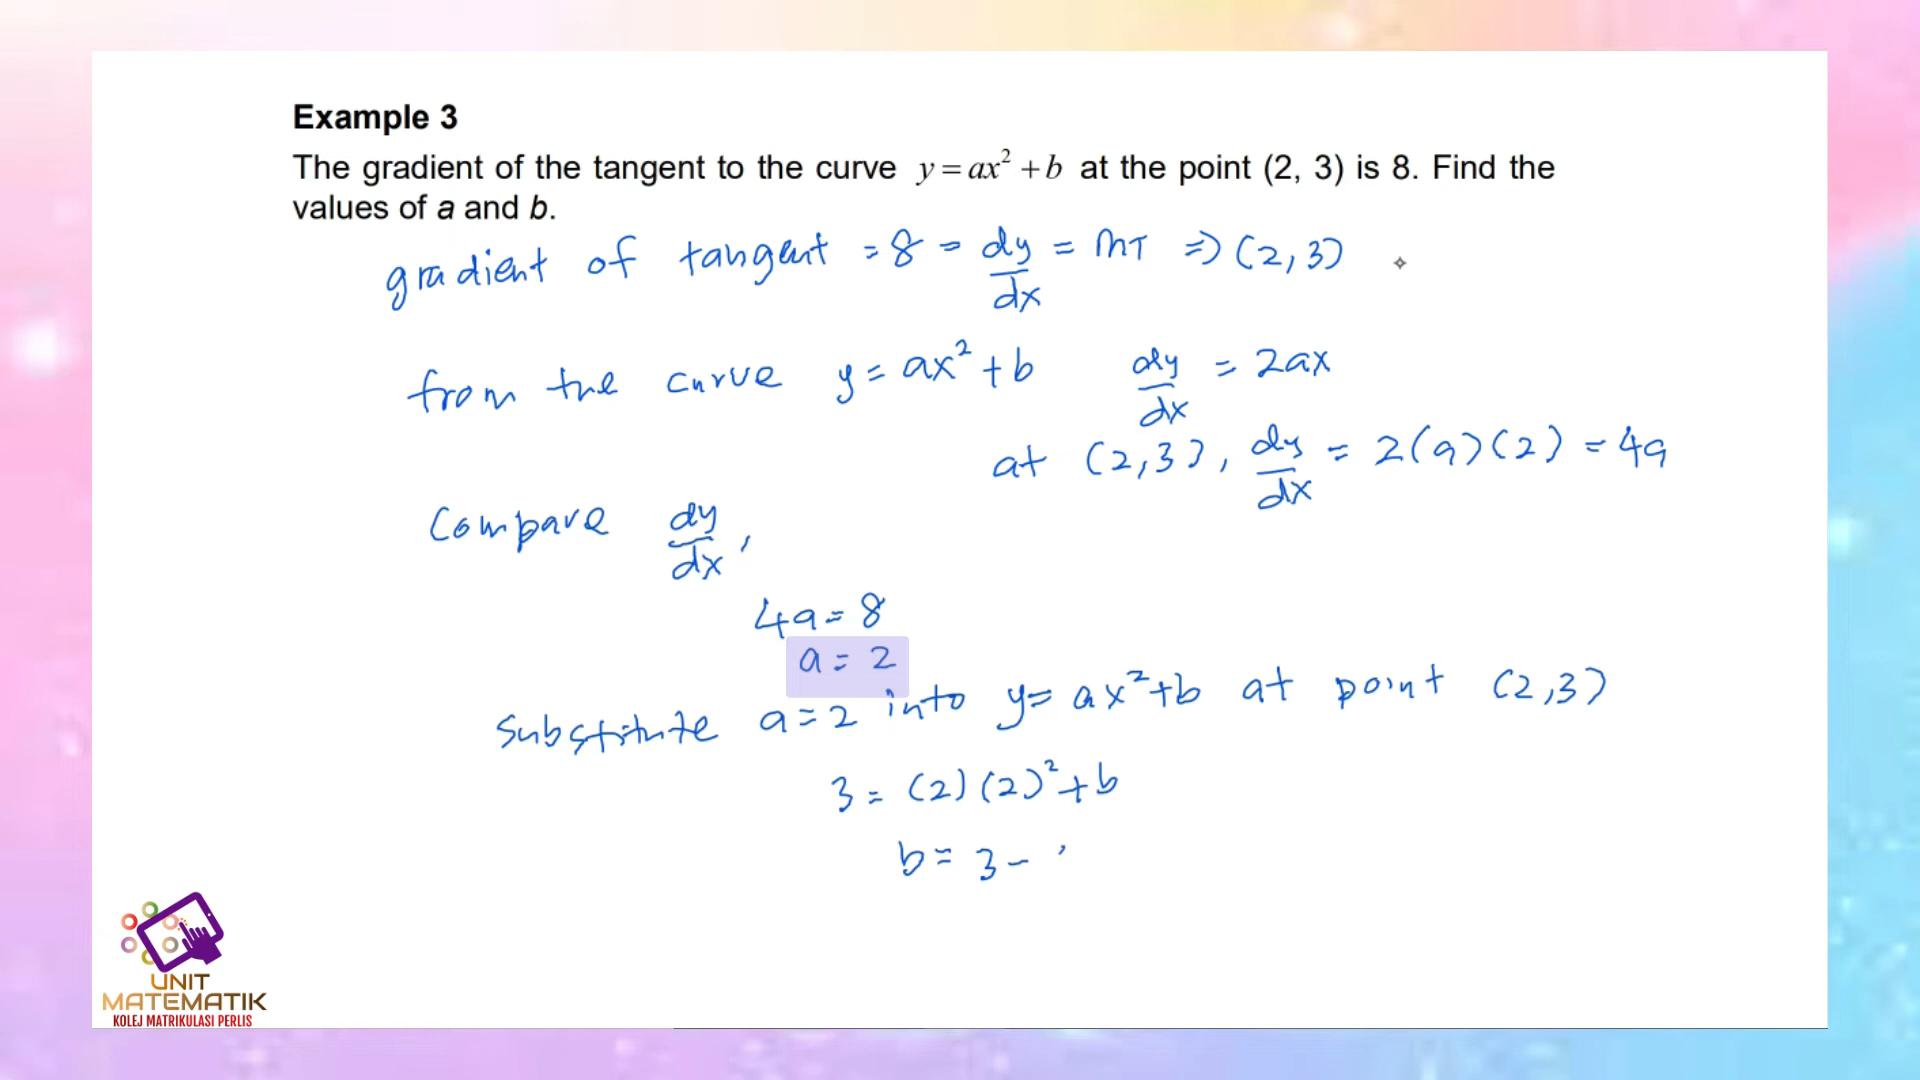 Example 3
The gradient of the tangent to the curve y = ax² + b at the point (2, 3) is 8. Find the
values of a and b.
gradient of tangent = 8 = dy/dx = mT => (2,3)
from the curve y = ax² + b dy/dx = 2ax
at (2,3), dy/dx = 2(a)(2) = 4a
Compare dy/dx,
4a = 8
a = 2
Substitute a = 2 into y = ax² + b at point (2,3)
3 = (2)(2)² + b
b = 3 -
UNIT
MATEMATIK
KOLEJ MATRIKULASI PERLIS